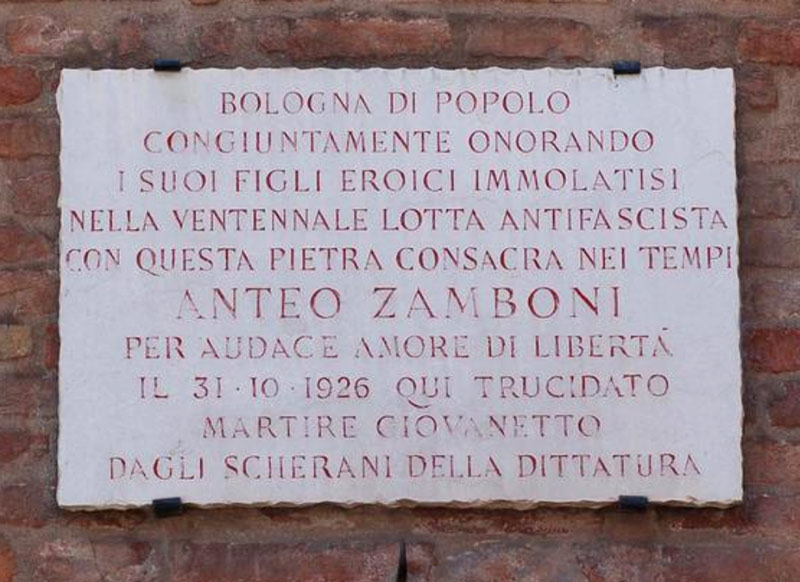 BOLOGNA DI POPOLO
CONGIUNTAMENTE ONORANDO
I SUOI FIGLI EROICI IMMOLATISI
NELLA VENTENNALE LOTTA ANTIFASCISTA
CON QUESTA PIETRA CONSACRA NEI TEMPI
ANTEO ZAMBONI
PER AUDACE AMORE DI LIBERTÀ
IL 31·10·1926 QUI TRUCIDATO
MARTIRE GIOVANETTO
DAGLI SCHERANI DELLA DITTATURA